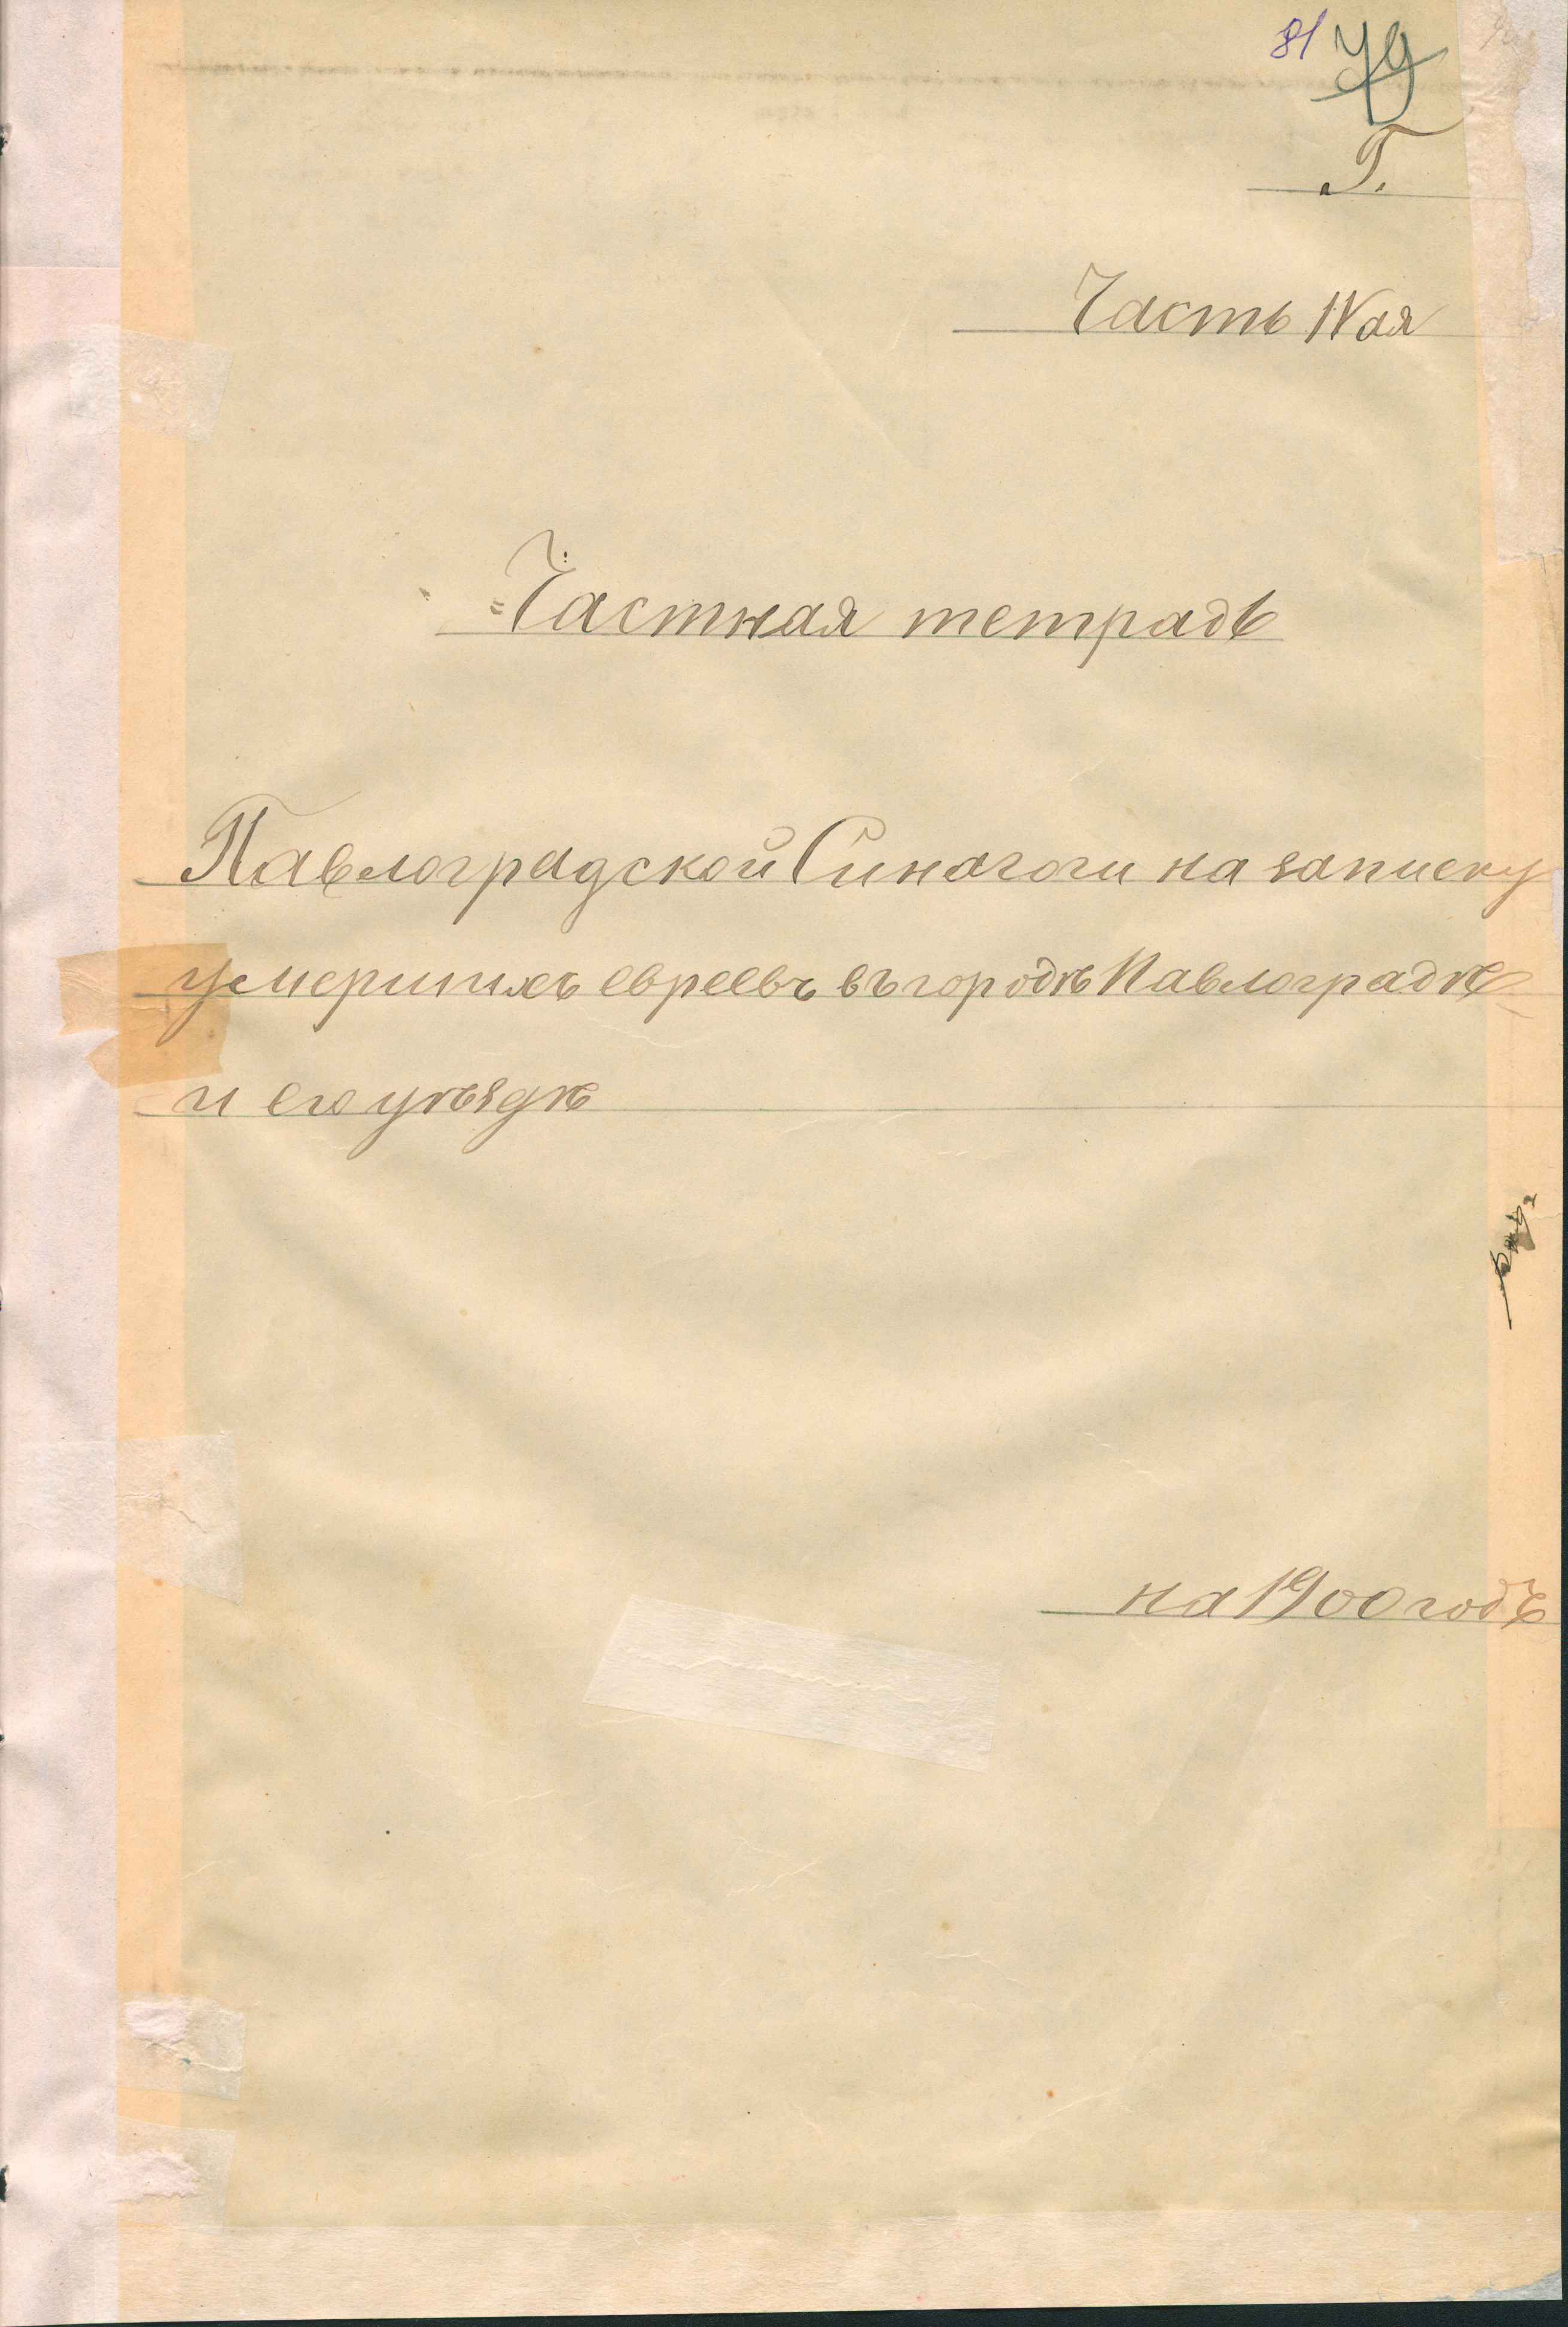 81 79
Г.
Часть IVая
Частная тетрадь
Павлоградской Синагоги на записку
умершихъ евреевъ въ городѣ Павлоградѣ
и его уѣздѣ
на 1900 годъ